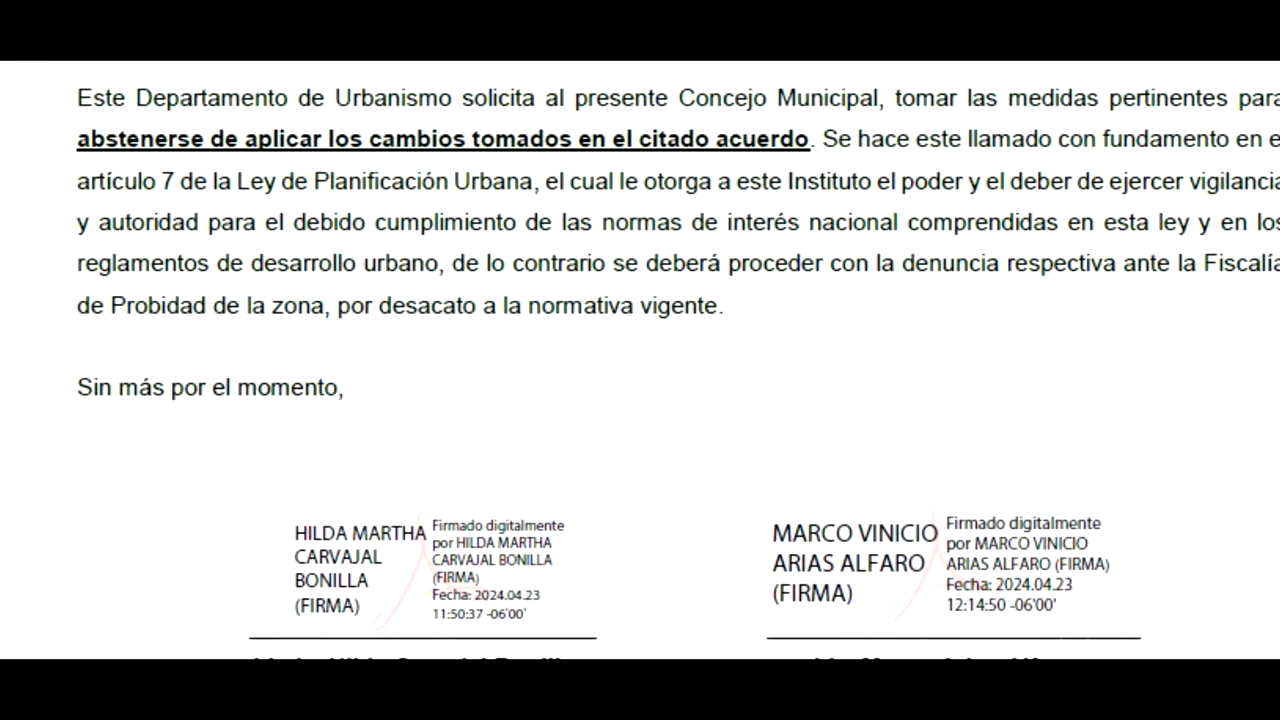 Este Departamento de Urbanismo solicita al presente Concejo Municipal, tomar las medidas pertinentes para
abstenerse de aplicar los cambios tomados en el citado acuerdo. Se hace este llamado con fundamento en e
artículo 7 de la Ley de Planificación Urbana, el cual le otorga a este Instituto el poder y el deber de ejercer vigilancia
y autoridad para el debido cumplimiento de las normas de interés nacional comprendidas en esta ley y en los
reglamentos de desarrollo urbano, de lo contrario se deberá proceder con la denuncia respectiva ante la Fiscalía
de Probidad de la zona, por desacato a la normativa vigente.
Sin más por el momento,
HILDA MARTHA
CARVAJAL
BONILLA
(FIRMA)
Firmado digitalmente
por HILDA MARTHA
CARVAJAL BONILLA
(FIRMA)
Fecha: 2024.04.23
11:50:37 -06'00'
MARCO VINICIO
ARIAS ALFARO
(FIRMA)
Firmado digitalmente
por MARCO VINICIO
ARIAS ALFARO (FIRMA)
Fecha: 2024.04.23
12:14:50 -06'00'